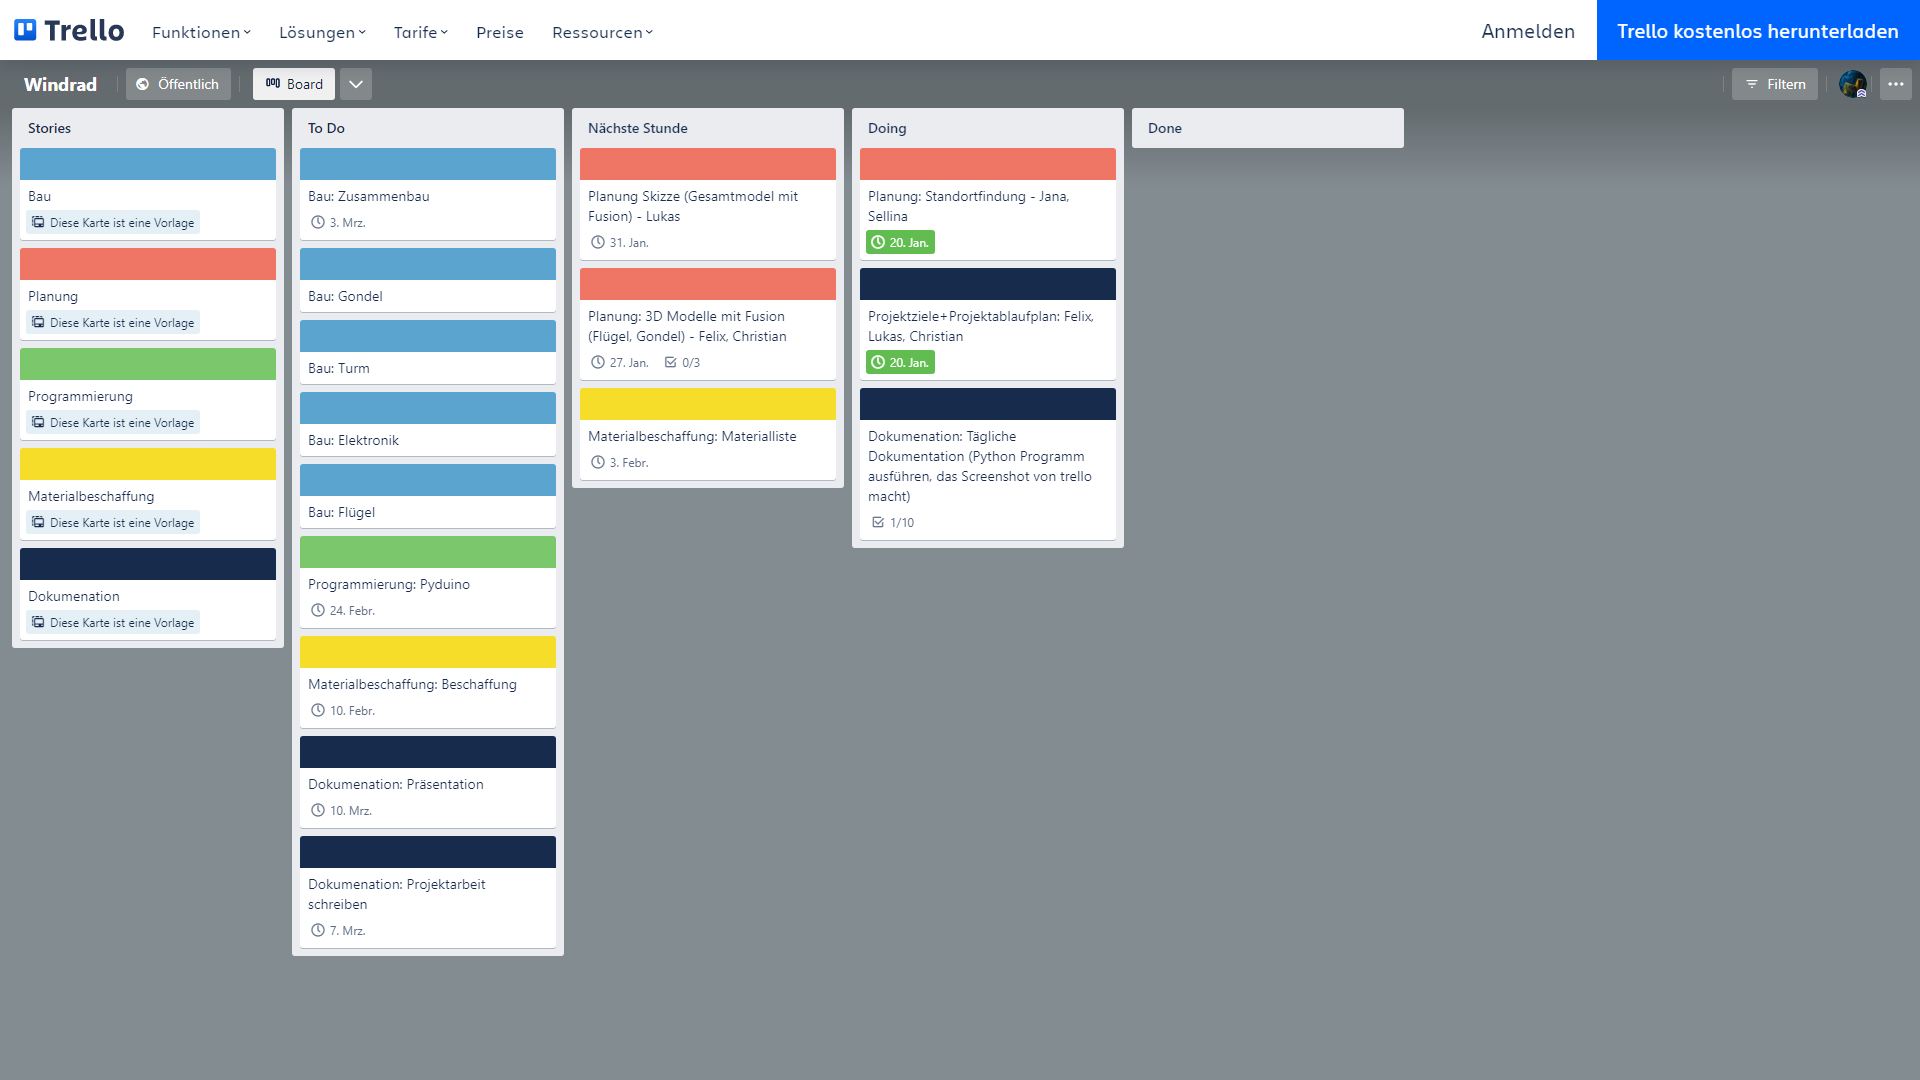 Trello
Funktionen
Lösungen
Tarife
Preise
Ressourcen
Anmelden
Trello kostenlos herunterladen
Windrad
Öffentlich
Board
Filtern
Stories
Bau
Diese Karte ist eine Vorlage
Planung
Diese Karte ist eine Vorlage
Programmierung
Diese Karte ist eine Vorlage
Materialbeschaffung
Diese Karte ist eine Vorlage
Dokumenation
Diese Karte ist eine Vorlage
To Do
Bau: Zusammenbau
3. Mrz.
Bau: Gondel
Bau: Turm
Bau: Elektronik
Bau: Flügel
Programmierung: Pyduino
24. Febr.
Materialbeschaffung: Beschaffung
10. Febr.
Dokumenation: Präsentation
10. Mrz.
Dokumenation: Projektarbeit
schreiben
7. Mrz.
Nächste Stunde
Planung Skizze (Gesamtmodel mit
Fusion) - Lukas
31. Jan.
Planung: 3D Modelle mit Fusion
(Flügel, Gondel) - Felix, Christian
27. Jan. 0/3
Materialbeschaffung: Materialliste
3. Febr.
Doing
Planung: Standortfindung - Jana,
Sellina
20. Jan.
Projektziele+Projektablaufplan: Felix,
Lukas, Christian
20. Jan.
Dokumenation: Tägliche
Dokumentation (Python Programm
ausführen, das Screenshot von trello
macht)
1/10
Done